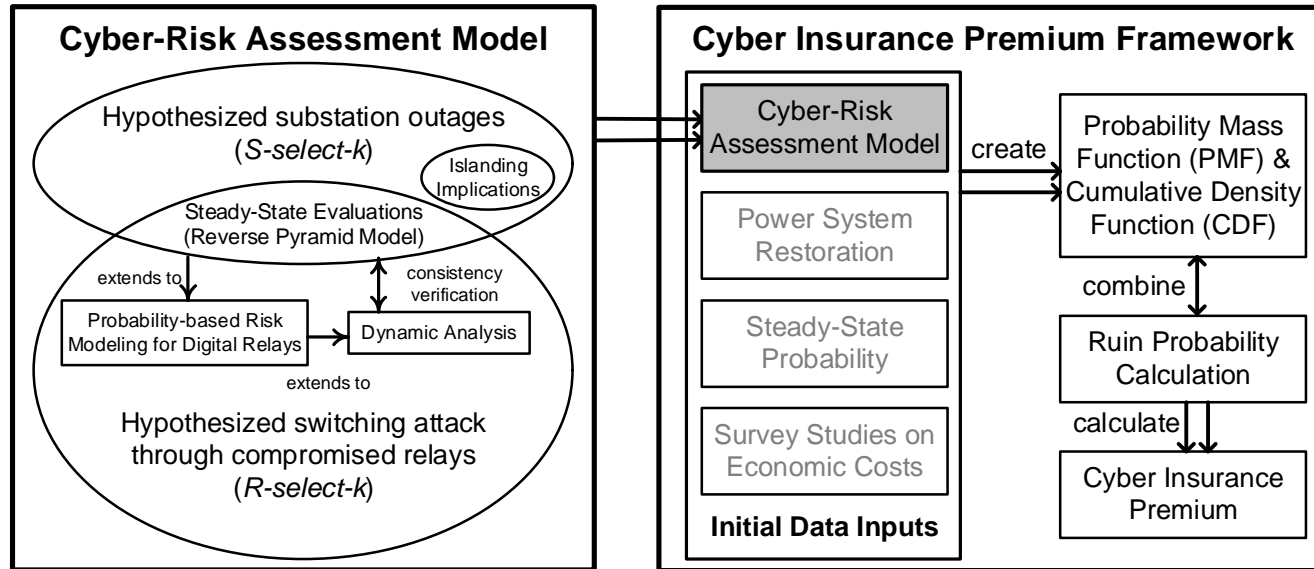 Cyber-Risk Assessment Model
Hypothesized substation outages
(S-select-k)
Islanding
Implications
Steady-State Evaluations
(Reverse Pyramid Model)
extends to
consistency
verification
Probability-based Risk
Modeling for Digital Relays
Dynamic Analysis
extends to
Hypothesized switching attack
through compromised relays
(R-select-k)
Cyber Insurance Premium Framework
Cyber-Risk
Assessment Model
Power System
Restoration
Steady-State
Probability
Survey Studies on
Economic Costs
Initial Data Inputs
create
Probability Mass
Function (PMF) &
Cumulative Density
Function (CDF)
combine
Ruin Probability
Calculation
calculate
Cyber Insurance
Premium